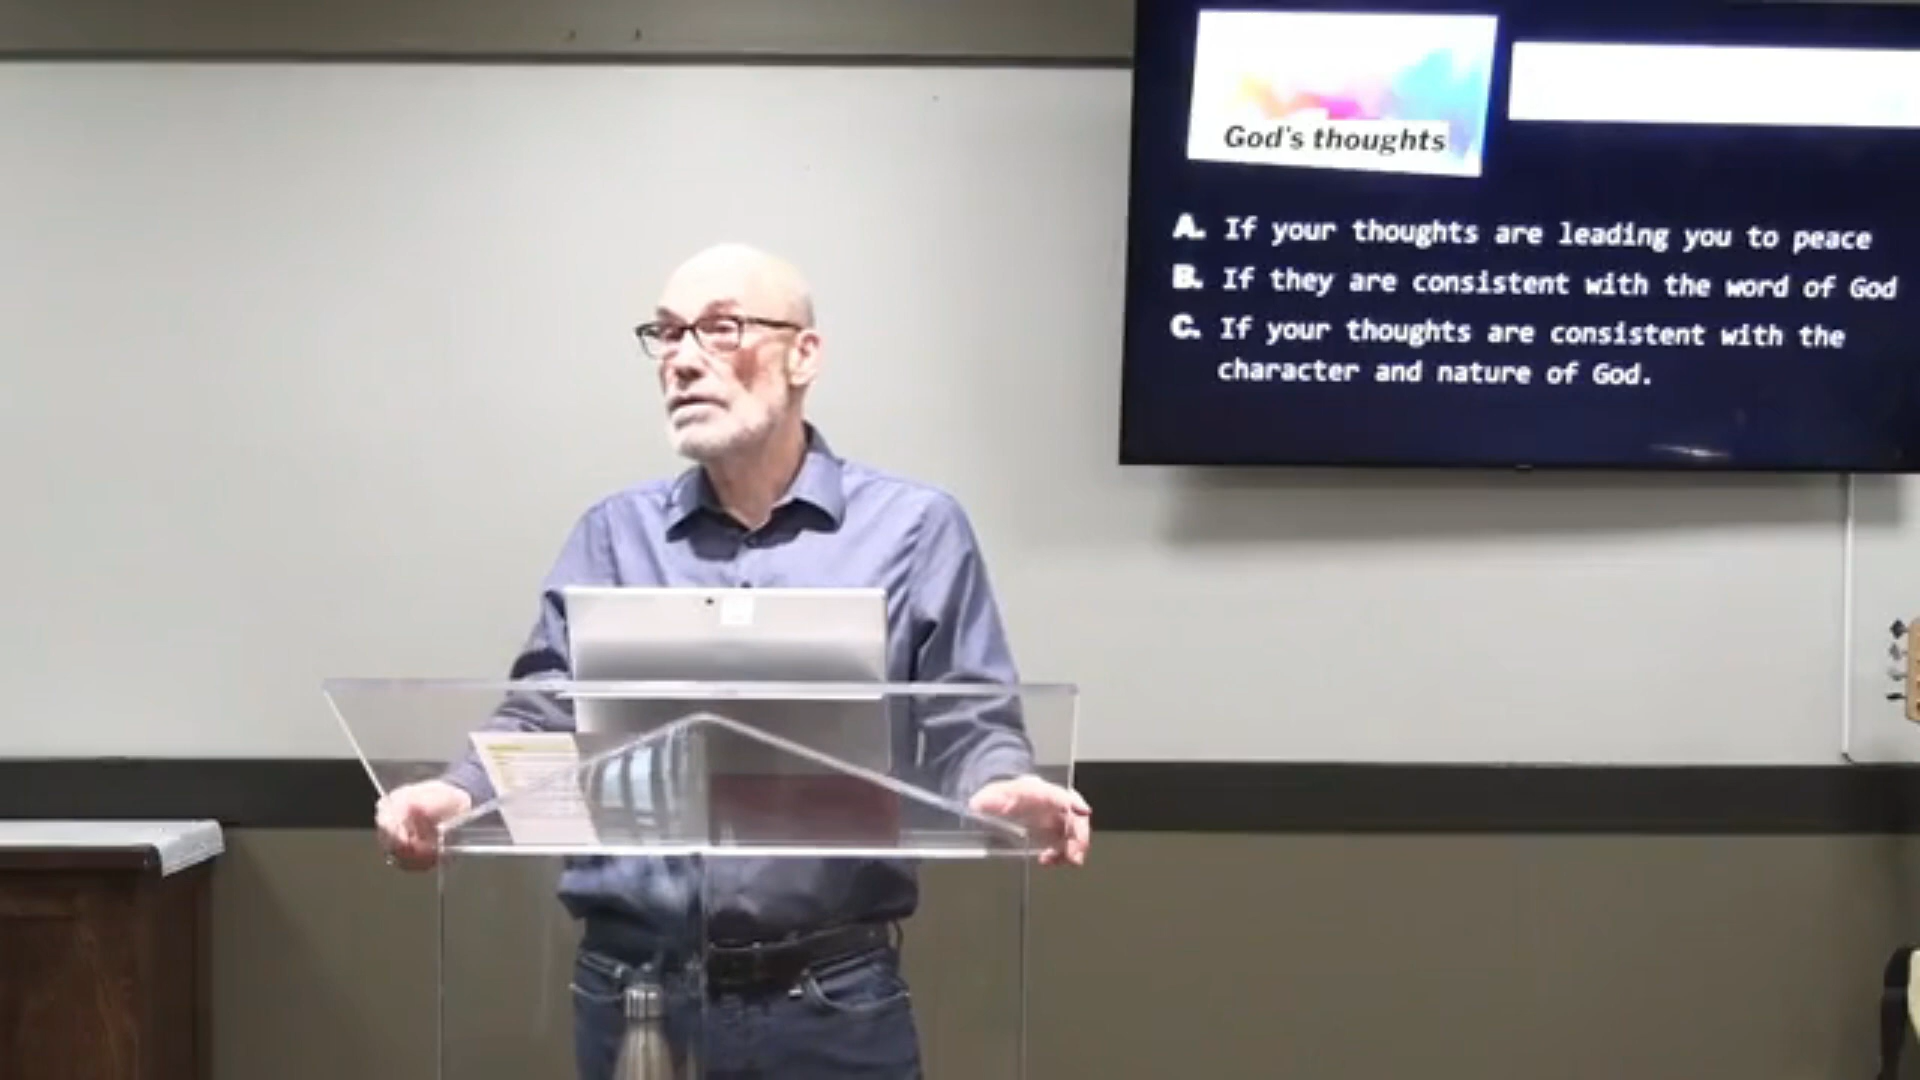 God's thoughts
A. If your thoughts are leading you to peace
B. If they are consistent with the word of God
C. If your thoughts are consistent with the
character and nature of God.